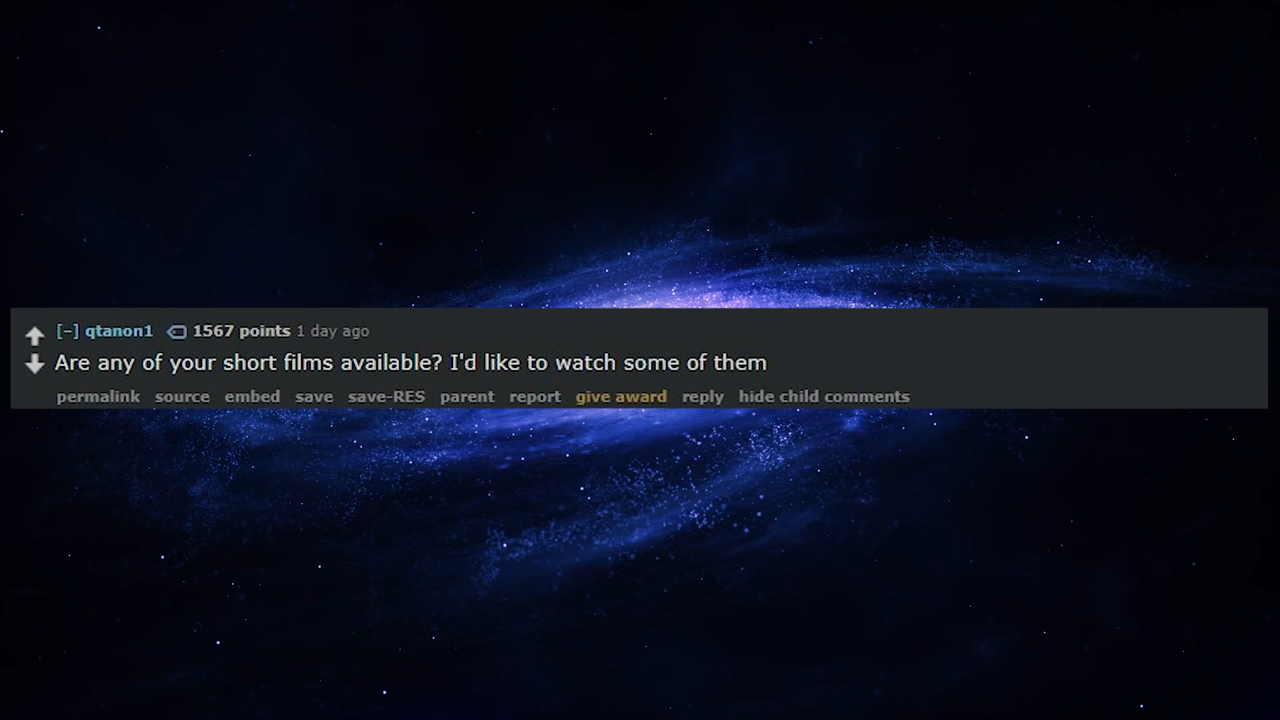 [−] qtanon1 1567 points 1 day ago
Are any of your short films available? I'd like to watch some of them
permalink source embed save save-RES parent report give award reply hide child comments